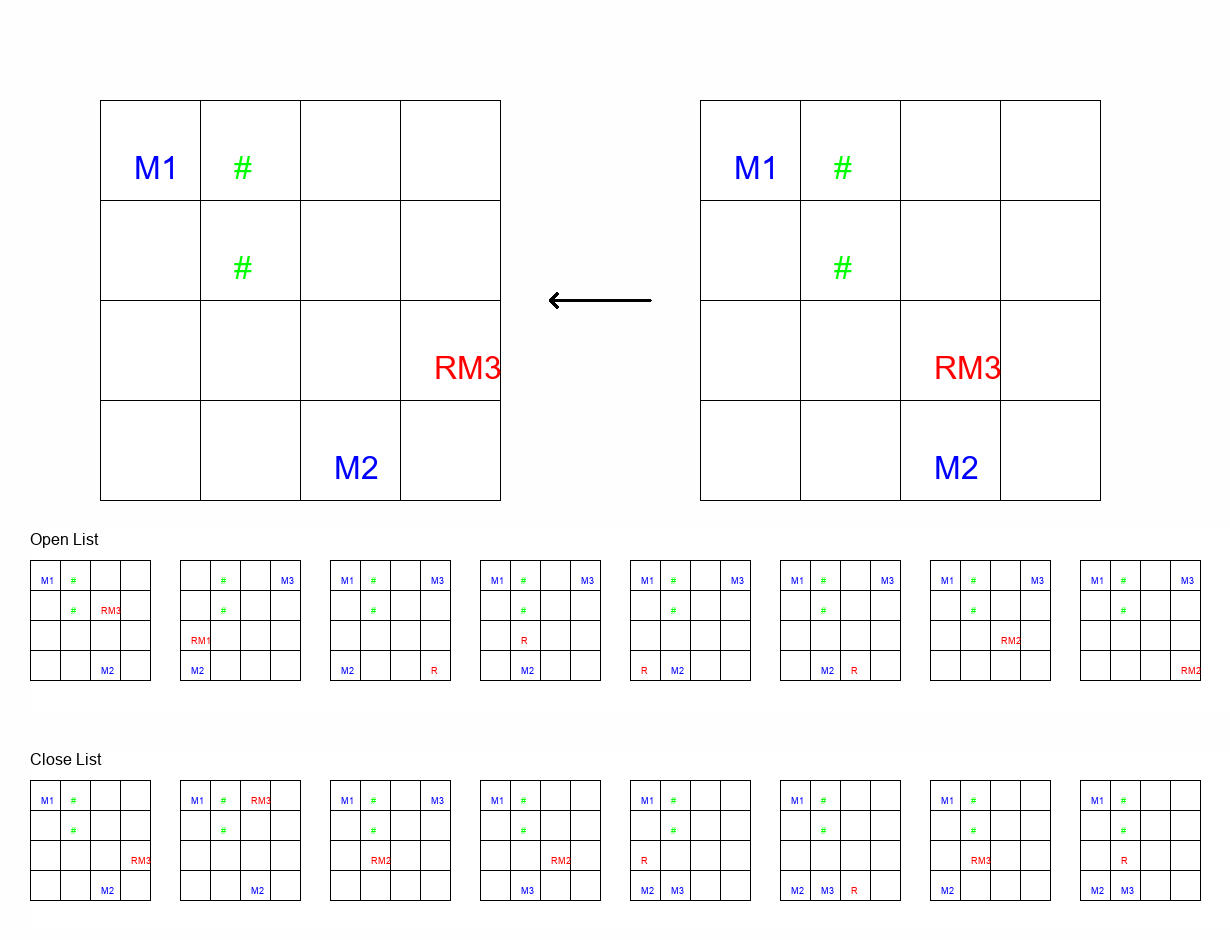 M1 # M1 #
# #
RM3 RM3
M2 M2
Open List
M1 # # M3 M1 # M3 M1 # M3 M1 # M3 M1 # M3 M1 # M3 M1 # M3
# RM3 # # # # # # #
RM1 R RM2
M2 M2 M2 R M2 R M2 M2 R RM2
Close List
M1 # M1 # RM3 M1 # M3 M1 # M1 # M1 # M1 # M1 #
# # # # # # # #
RM3 RM2 RM2 R RM3 R
M2 M2 M3 M2 M3 M2 M3 R M2 M2 M3